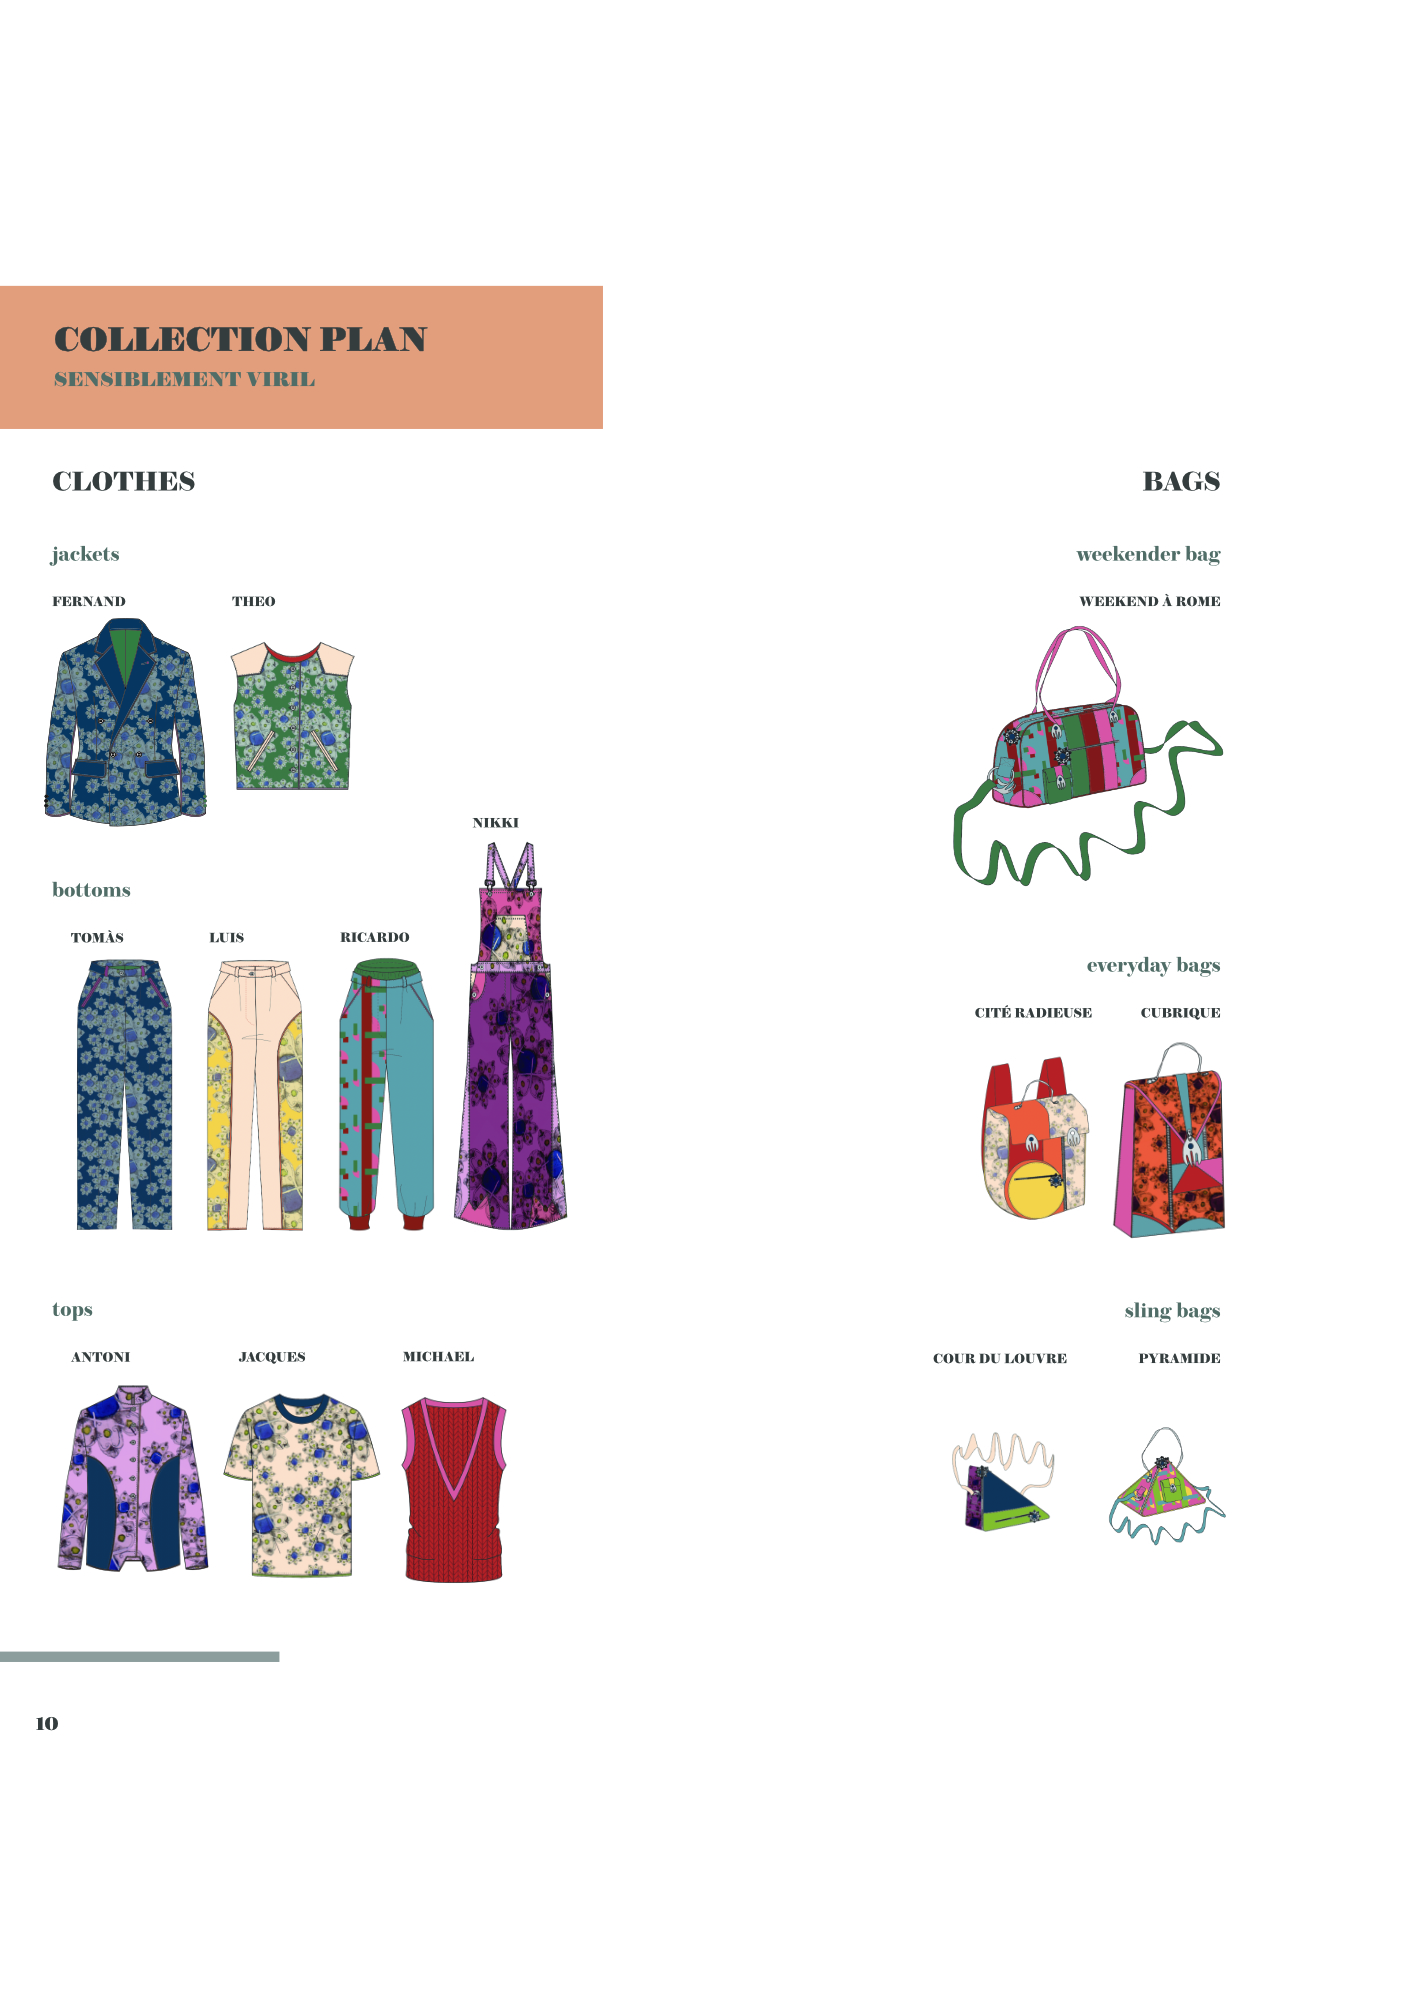 COLLECTION PLAN
SENSIBLEMENT VIRIL
CLOTHES
jackets
FERNAND
THEO
bottoms
NIKKI
TOMÀS
LUIS
RICARDO
tops
ANTONI
JACQUES
MICHAEL
BAGS
weekender bag
WEEKEND À ROME
everyday bags
CITÉ RADIEUSE
CUBRIQUE
sling bags
COUR DU LOUVRE
PYRAMIDE
10